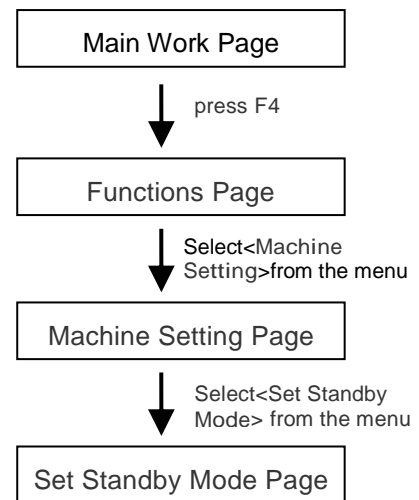 Main Work Page
press F4
Functions Page
Select<Machine
Setting>from the menu
Machine Setting Page
Select<Set Standby
Mode> from the menu
Set Standby Mode Page